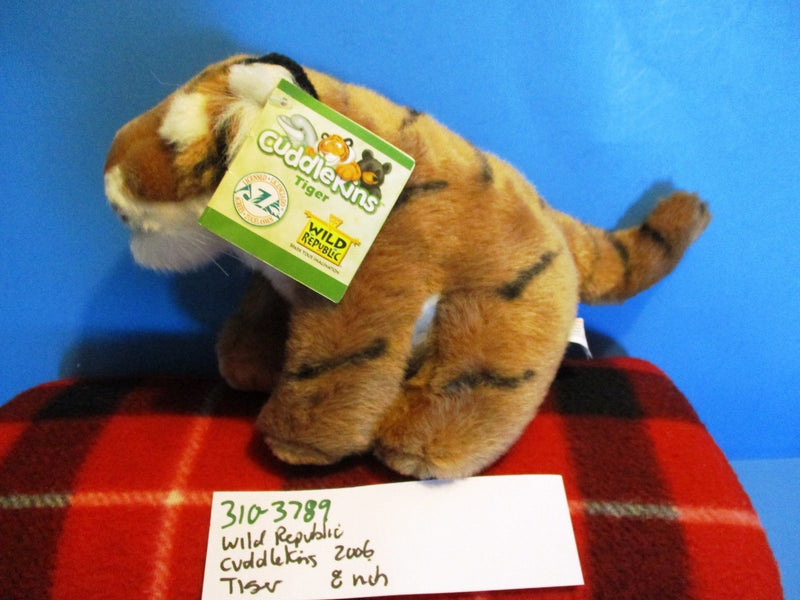 Cuddlekins
Tiger
WILD
REPUBLIC
310-3789
Wild Republic
Cuddlekins 2006
Tiger 8 inch